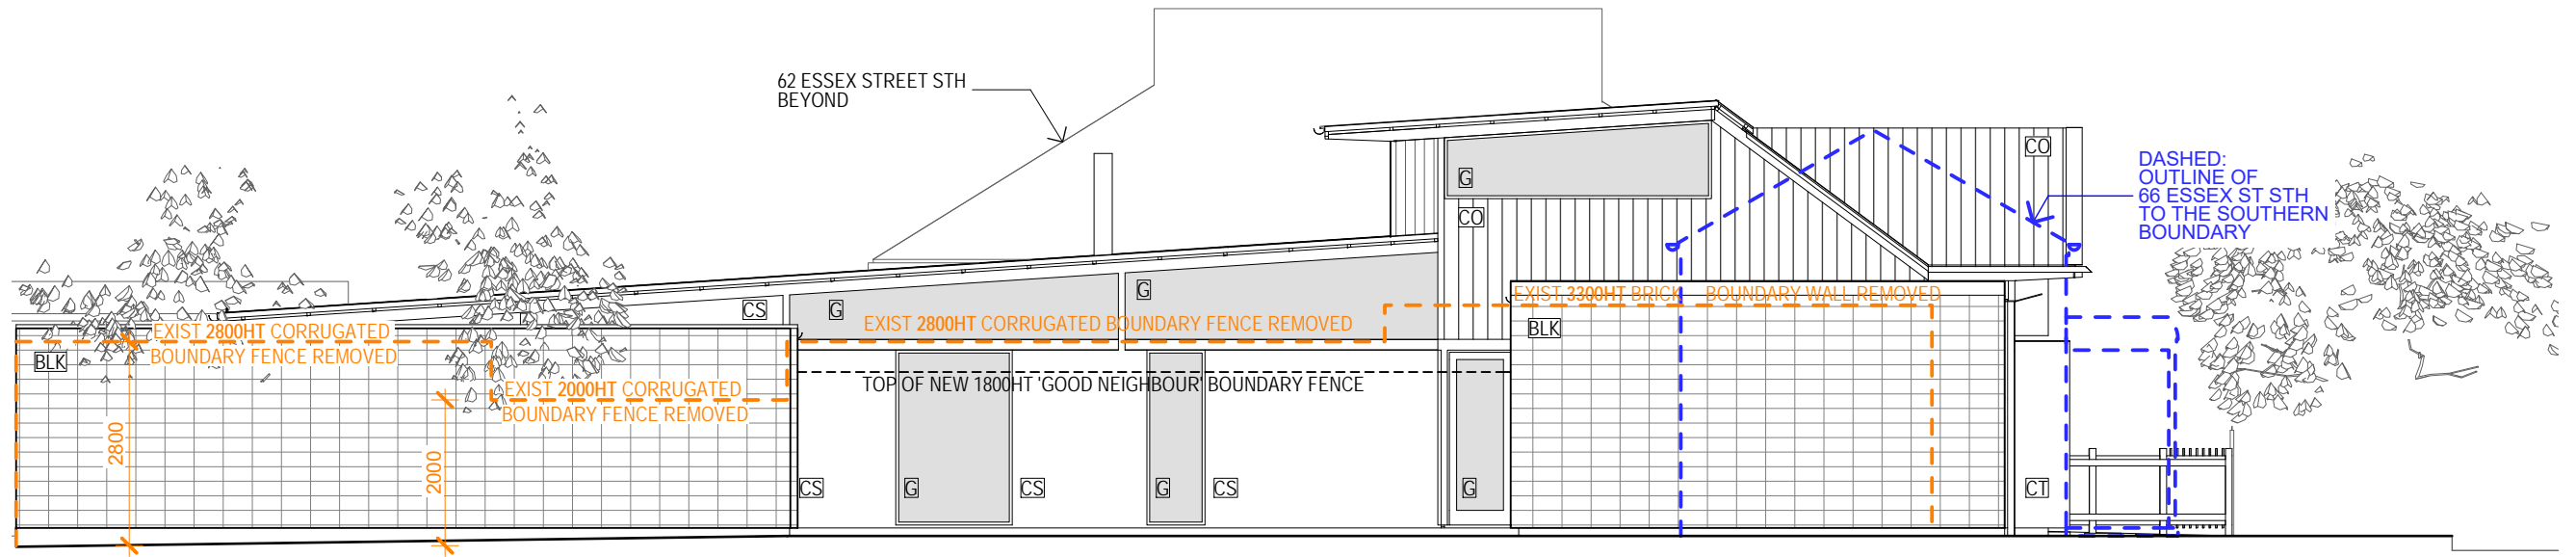 62 ESSEX STREET STH
BEYOND
CO
DASHED:
OUTLINE OF
66 ESSEX ST STH
TO THE SOUTHERN
BOUNDARY
G
CO
G
G
CS
EXIST 3300HT BRICK BOUNDARY WALL REMOVED
EXIST 2800HT CORRUGATED BOUNDARY FENCE REMOVED
BLK
EXIST 2800HT CORRUGATED
BOUNDARY FENCE REMOVED
BLK
TOP OF NEW 1800HT 'GOOD NEIGHBOUR' BOUNDARY FENCE
EXIST 2000HT CORRUGATED
BOUNDARY FENCE REMOVED
2800
2000
CS
G
CS
G
CS
G
CT